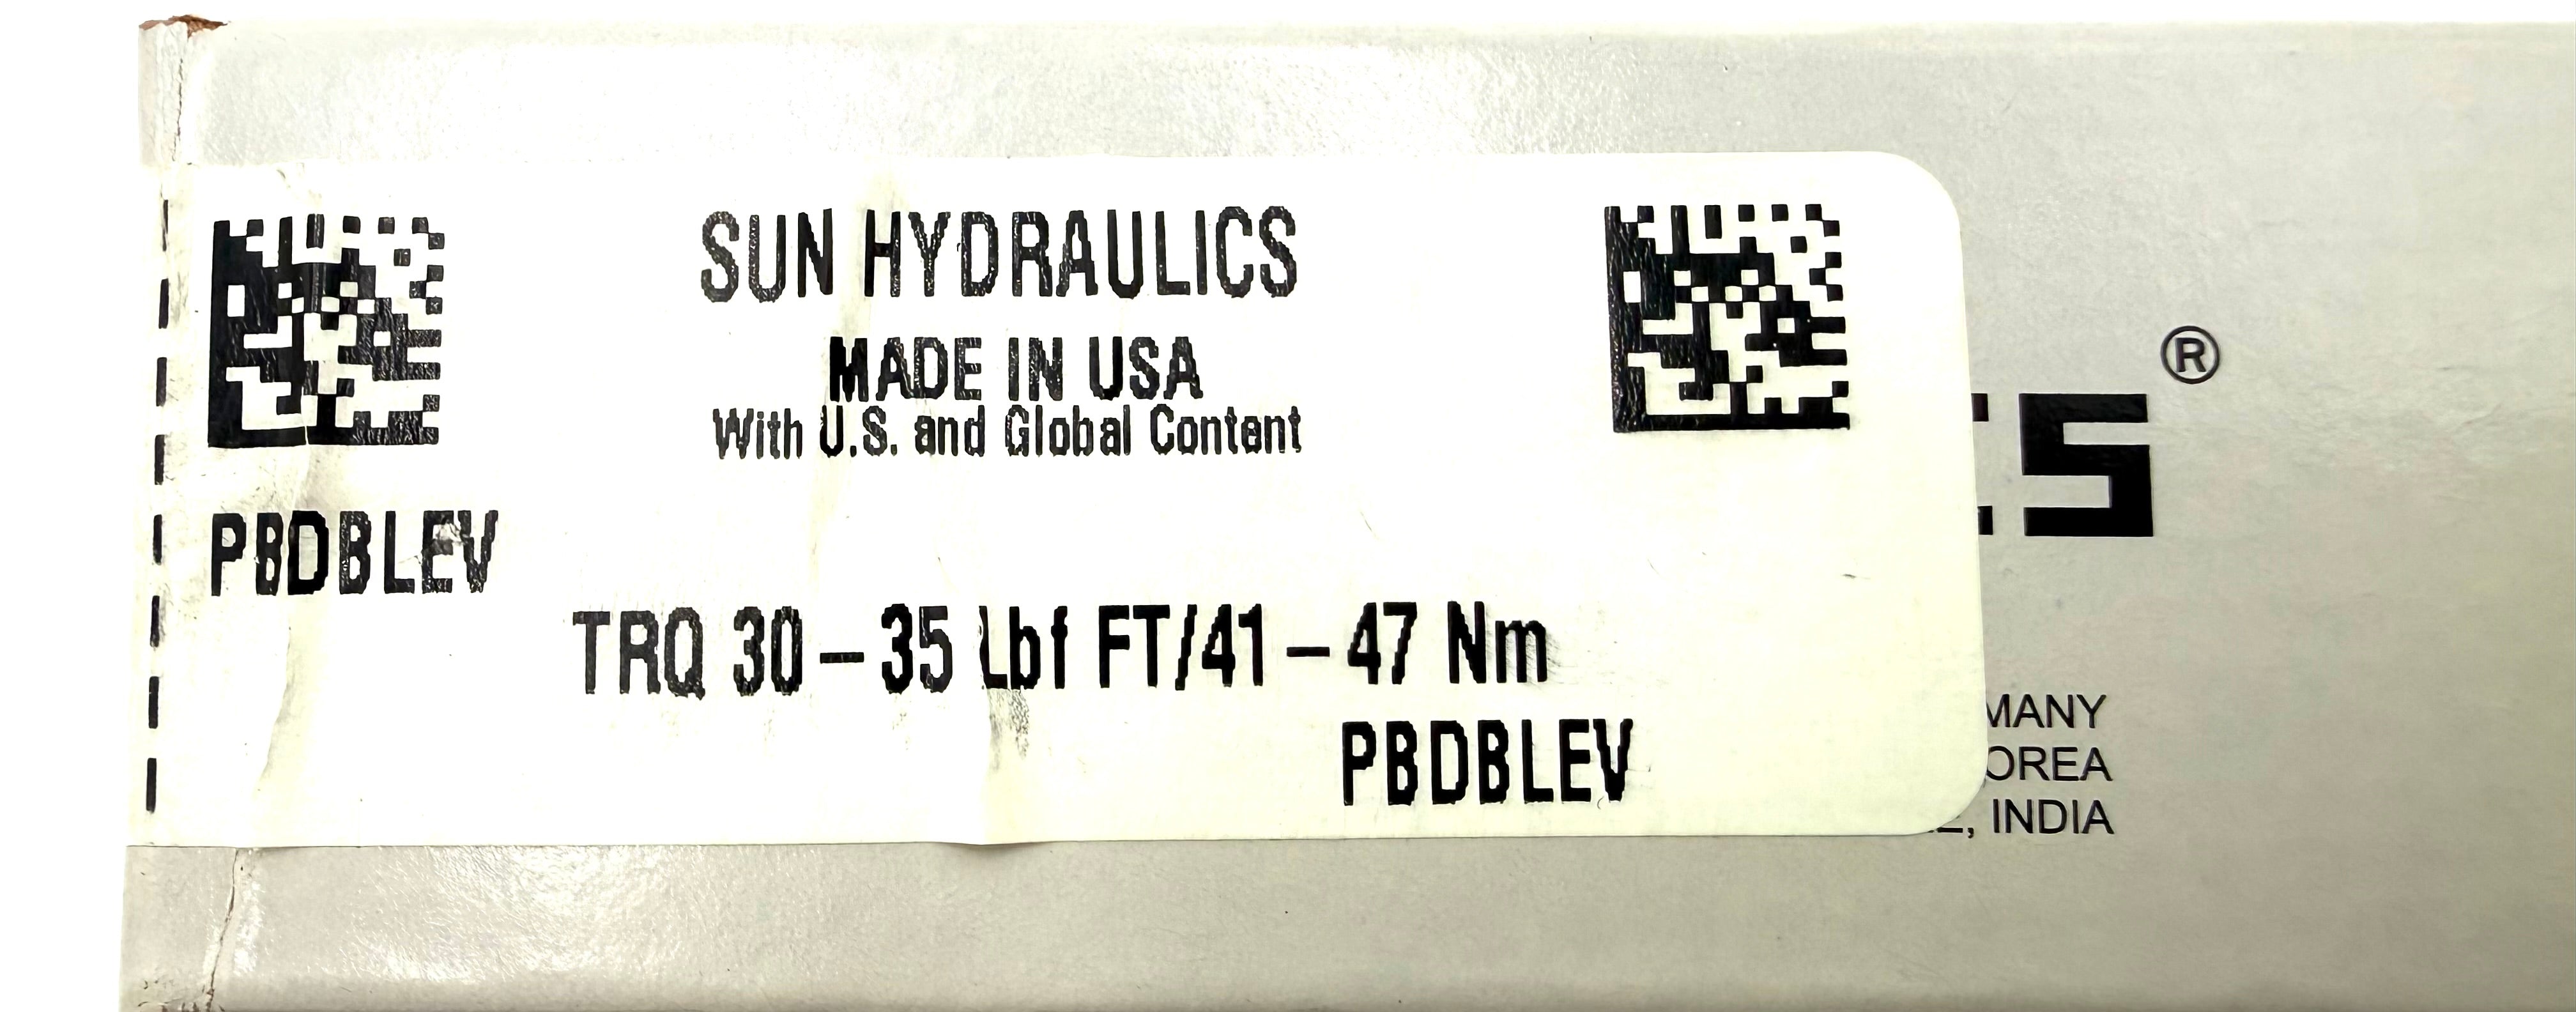 SUN HYDRAULICS
MADE IN USA
With U.S. and Global Content
PBDBLEV
TRQ 30 – 35 Lbf FT/41 – 47 Nm
PBDBLEV
S®
MANY
OREA
, INDIA